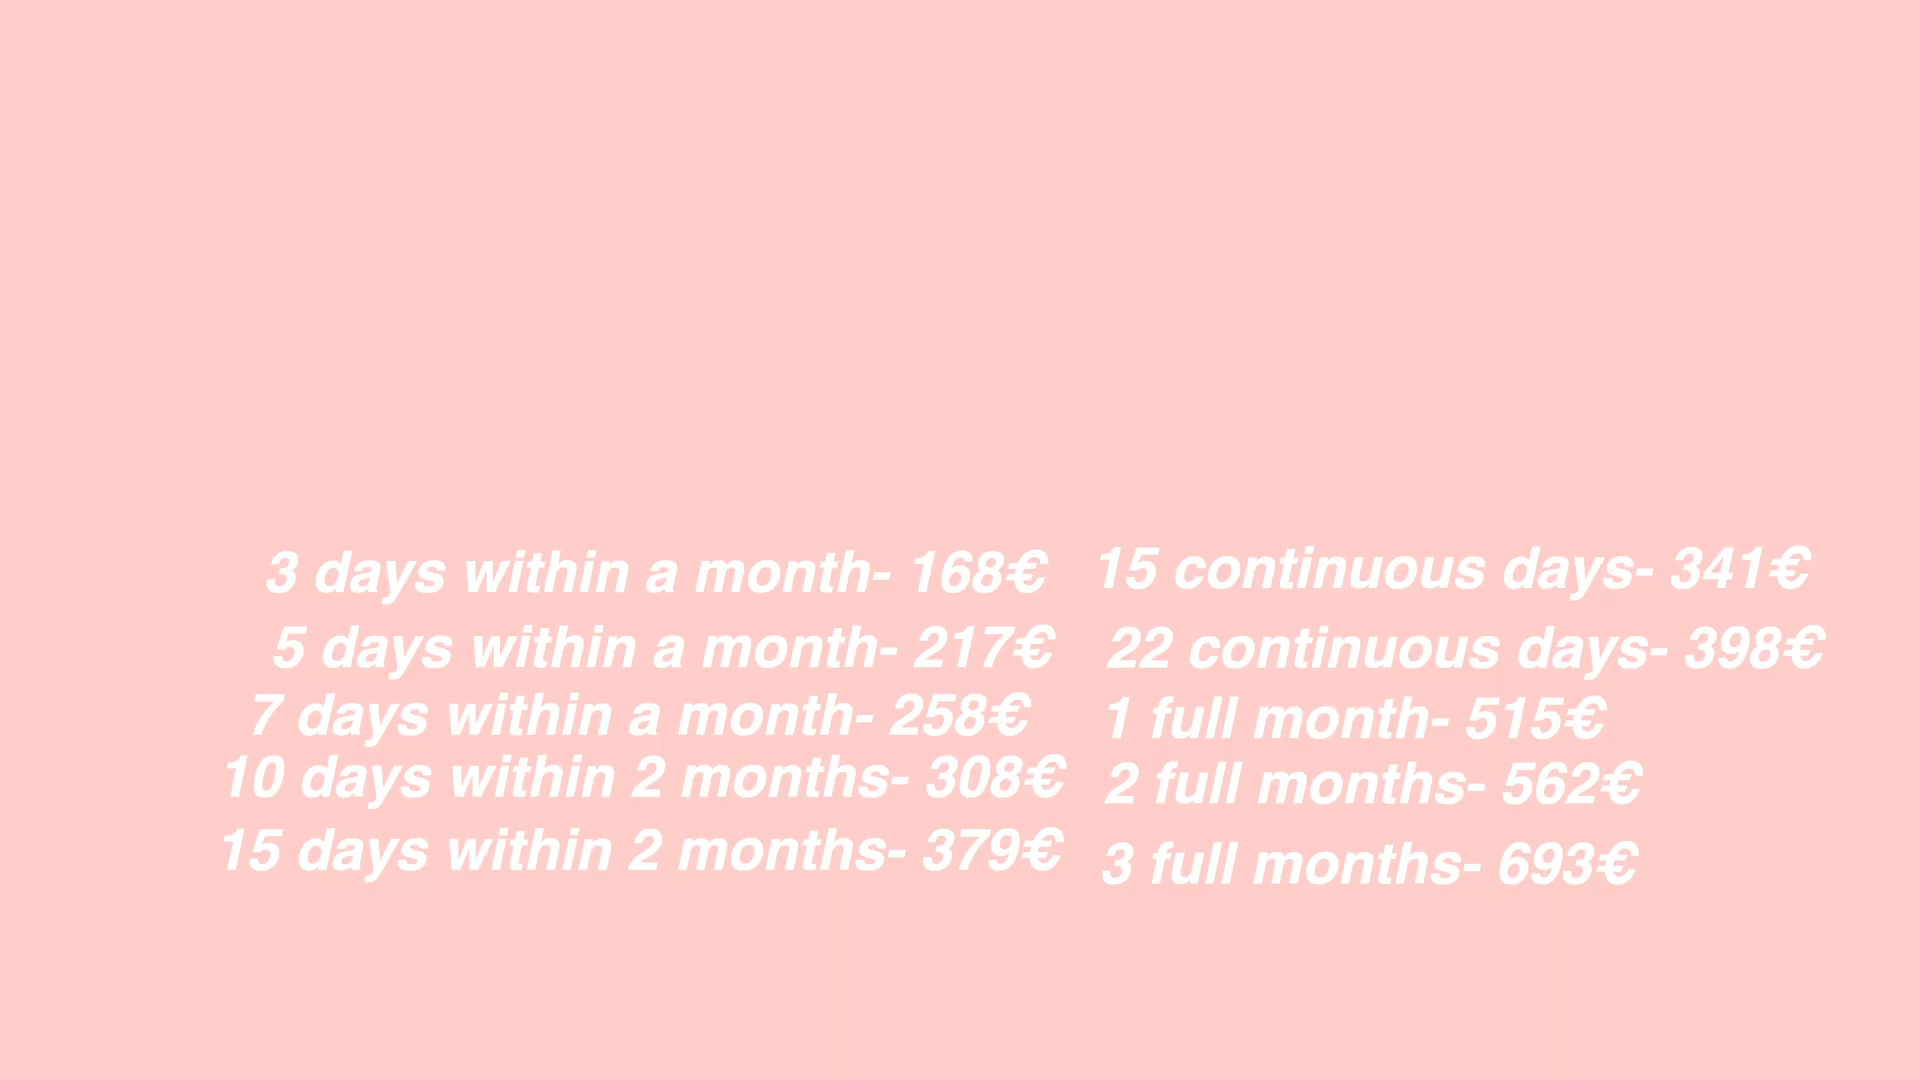 3 days within a month- 168€
5 days within a month- 217€
7 days within a month- 258€
10 days within 2 months- 308€
15 days within 2 months- 379€
15 continuous days- 341€
22 continuous days- 398€
1 full month- 515€
2 full months- 562€
3 full months- 693€